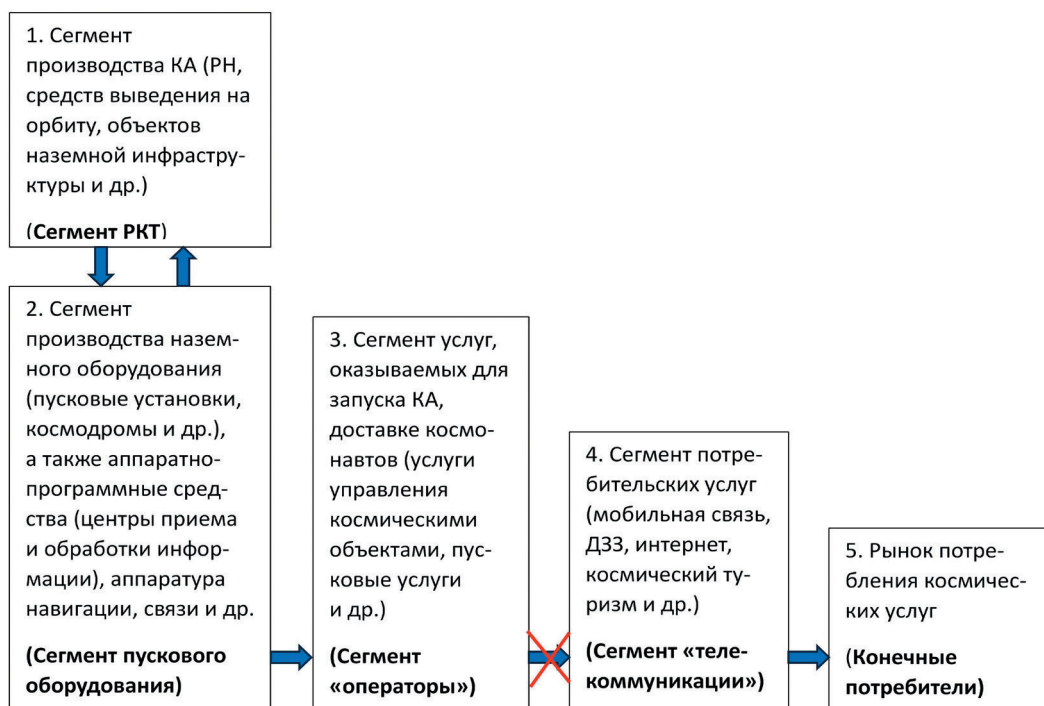 1. Сегмент
производства КА (РН,
средств выведения на
орбиту, объектов
наземной инфрастру-
ктуры и др.)
(Сегмент РКТ)
2. Сегмент
производства назем-
ного оборудования
(пусковые установки,
космодромы и др.),
а также аппаратно-
программные сред-
ства (центры приема
и обработки инфор-
мации), аппаратура
навигации, связи и др.
(Сегмент пускового
оборудования)
3. Сегмент услуг,
оказываемых для
запуска КА,
доставке космо-
навтов (услуги
управления
космическими
объектами, пус-
ковые услуги
и др.)
(Сегмент
«операторы»)
4. Сегмент потре-
бительских услуг
(мобильная связь,
ДЗЗ, интернет,
космический ту-
ризм и др.)
(Сегмент «теле-
коммуникации»)
5. Рынок потре-
бления космичес-
ких услуг
(Конечные
потребители)